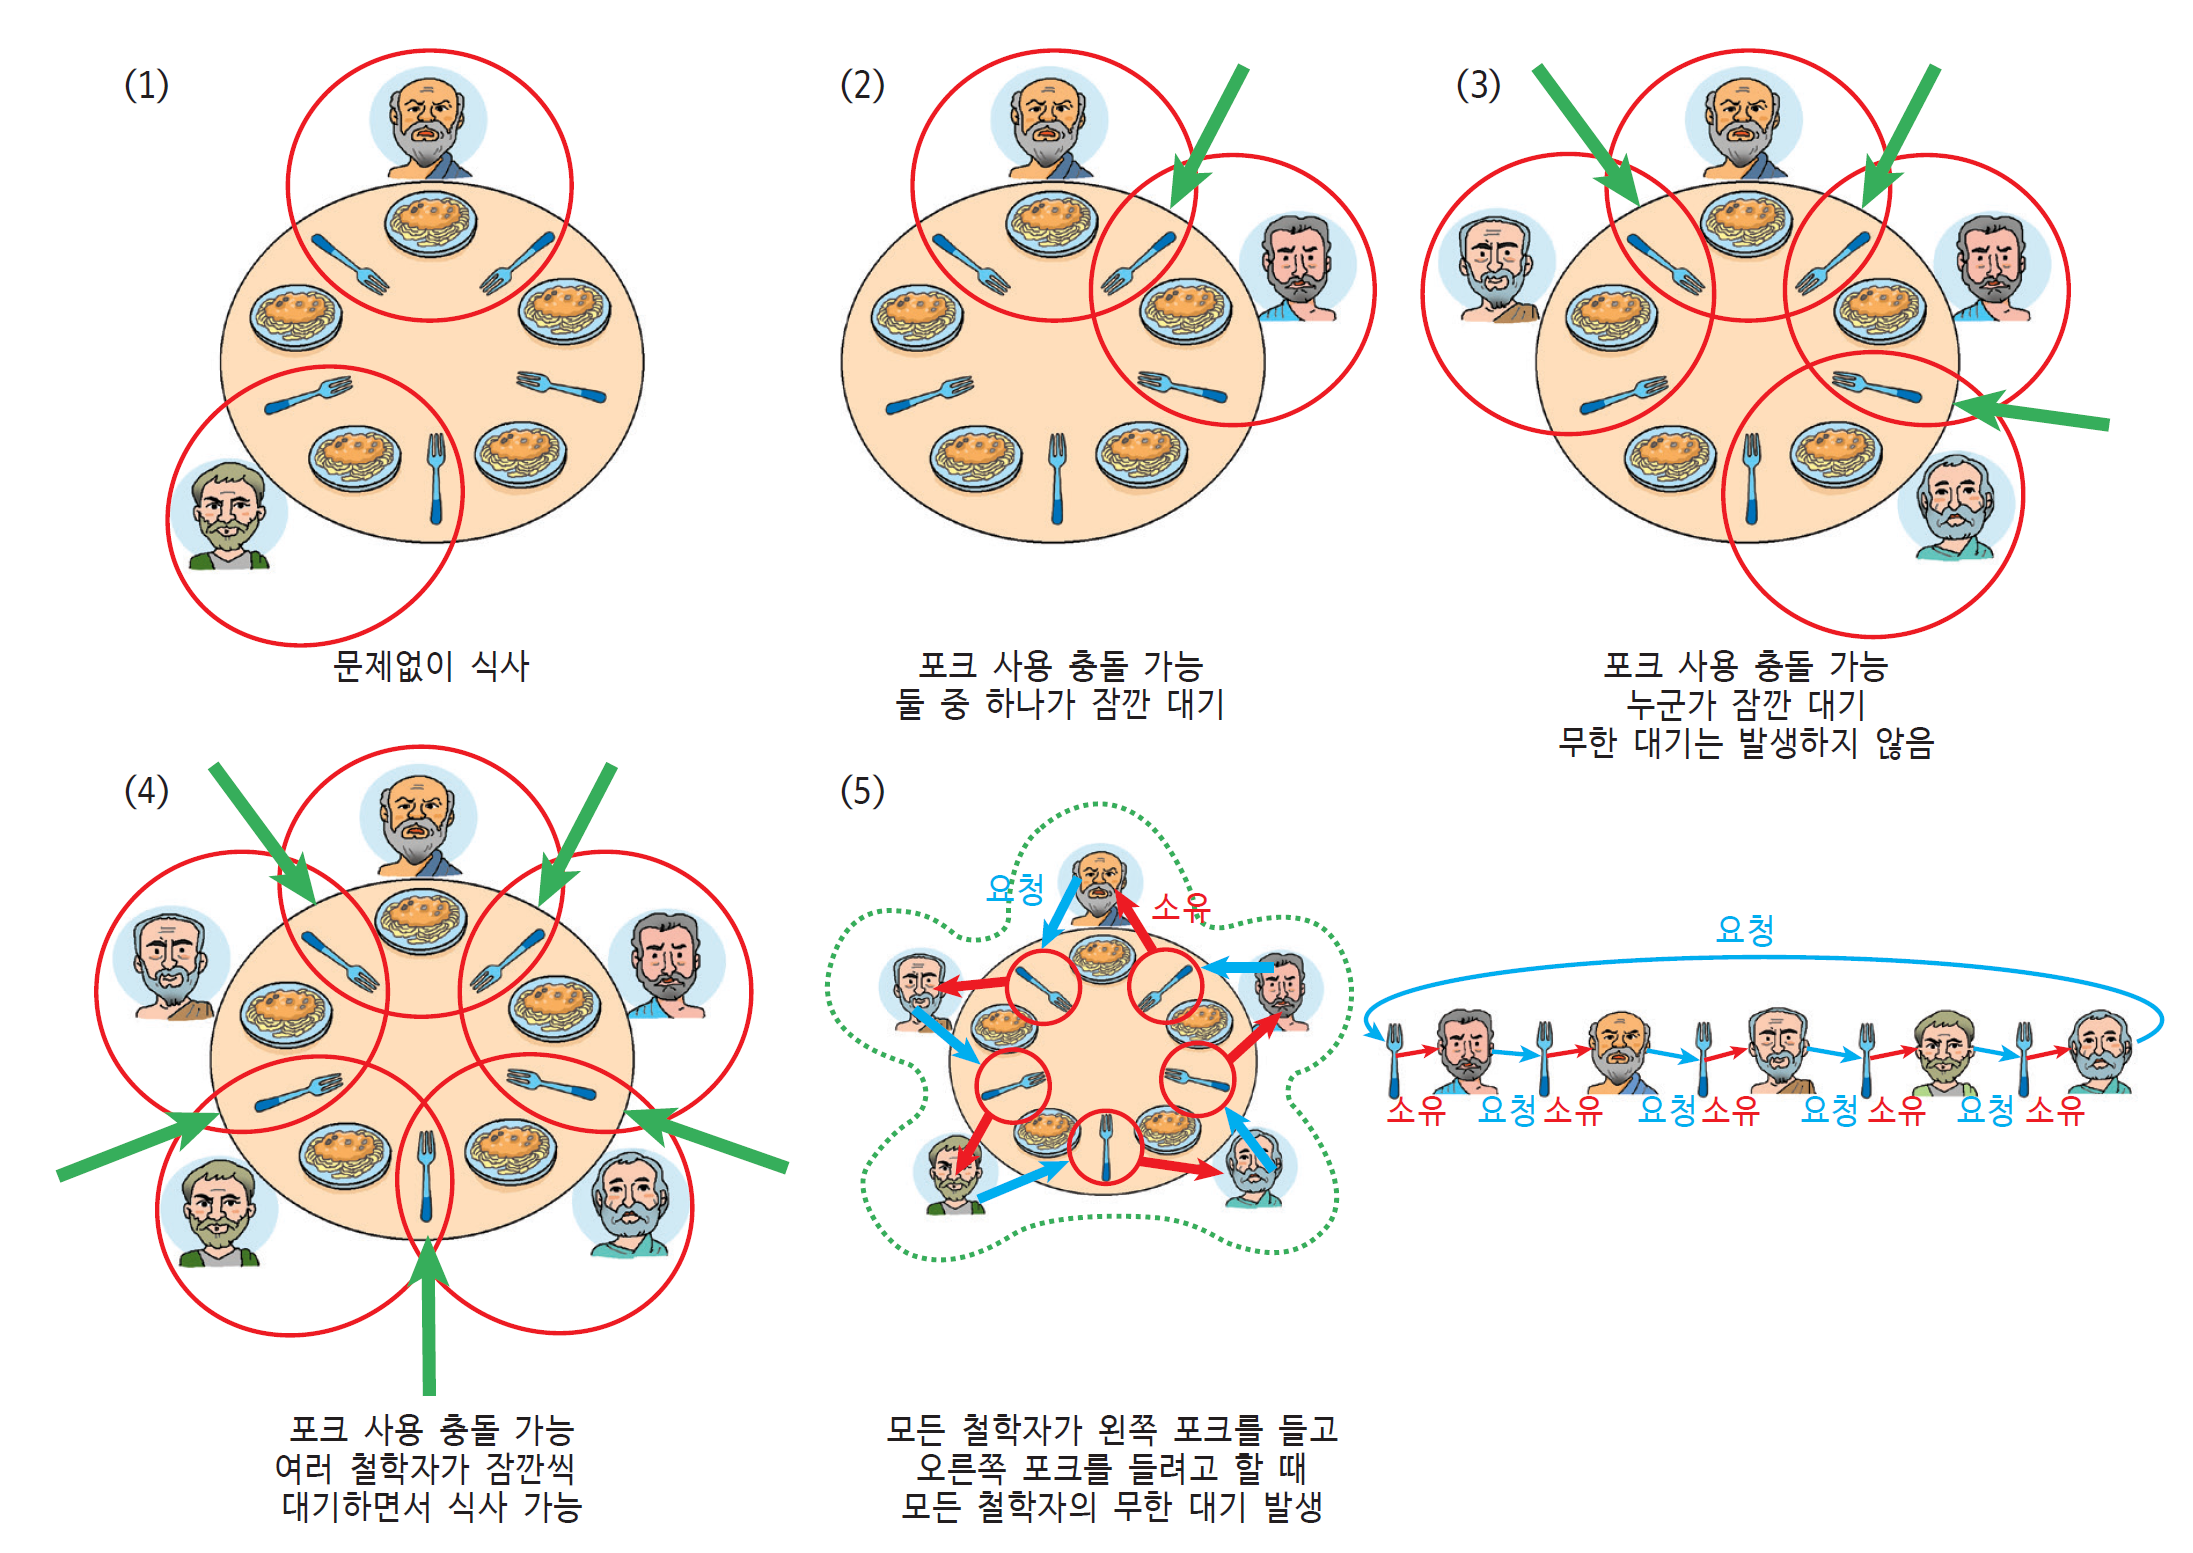 (1)
문제없이 식사
(2)
포크 사용 충돌 가능
둘 중 하나가 잠깐 대기
(3)
포크 사용 충돌 가능
누군가 잠깐 대기
무한 대기는 발생하지 않음
(4)
포크 사용 충돌 가능
여러 철학자가 잠깐씩
대기하면서 식사 가능
(5)
요청
소유
모든 철학자가 왼쪽 포크를 들고
오른쪽 포크를 들려고 할 때
모든 철학자의 무한 대기 발생
요청
소유 요청 소유 요청 소유 요청 소유 요청 소유